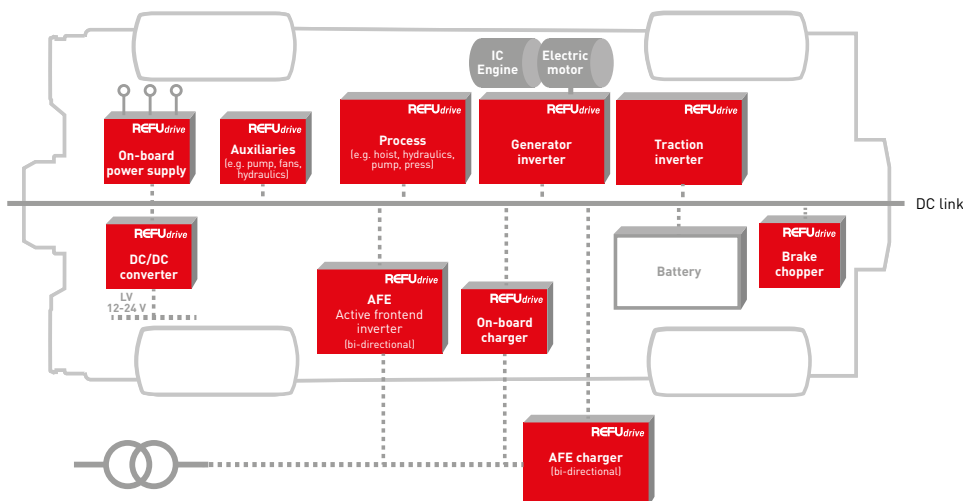 IC
Engine
Electric
motor
REFUdrive
On-board
power supply
REFUdrive
Auxiliaries
(e.g. pump, fans,
hydraulics)
REFUdrive
Process
(e.g. hoist, hydraulics,
pump, press)
REFUdrive
Generator
inverter
REFUdrive
Traction
inverter
DC link
REFUdrive
DC/DC
converter
LV
12-24 V
REFUdrive
AFE
Active frontend
inverter
(bi-directional)
REFUdrive
On-board
charger
Battery
REFUdrive
Brake
chopper
REFUdrive
AFE charger
(bi-directional)